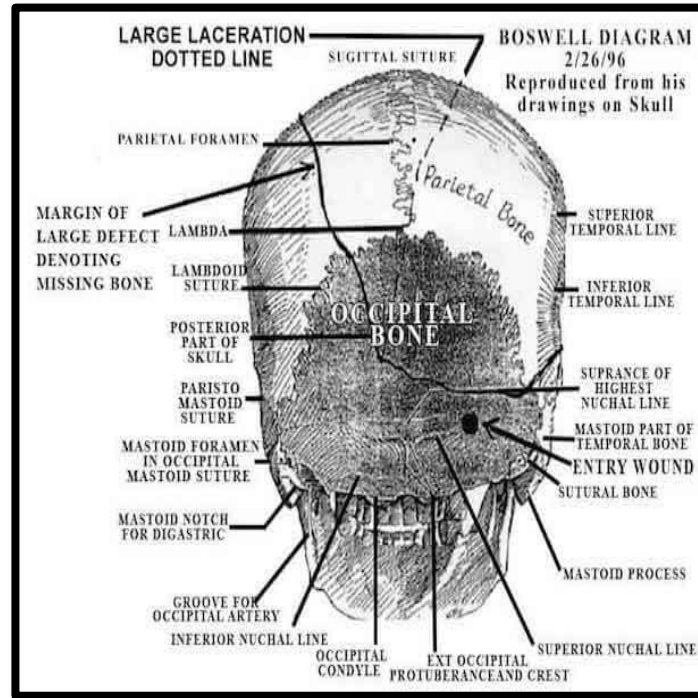 LARGE LACERATION
DOTTED LINE
SUGITTAL SUTURE
BOSWELL DIAGRAM
2/26/96
Reproduced from his
drawings on Skull
PARIETAL FORAMEN
Parietal Bone
MARGIN OF
LARGE DEFECT
DENOTING
MISSING BONE
LAMBDA
LAMBDOID
SUTURE
SUPERIOR
TEMPORAL LINE
INFERIOR
TEMPORAL LINE
OCCIPITAL
BONE
POSTERIOR
PART OF
SKULL
SUPRANCE OF
HIGHEST
NUCHAL LINE
PARISTO
MASTOID
SUTURE
MASTOID PART OF
TEMPORAL BONE
MASTOID FORAMEN
IN OCCIPITAL
MASTOID SUTURE
ENTRY WOUND
SUTURAL BONE
MASTOID NOTCH
FOR DIGASTRIC
MASTOID PROCESS
GROOVE FOR
OCCIPITAL ARTERY
INFERIOR NUCHAL LINE
OCCIPITAL
CONDYLE
EXT OCCIPITAL
PROTUBERANCEAND CREST
SUPERIOR NUCHAL LINE